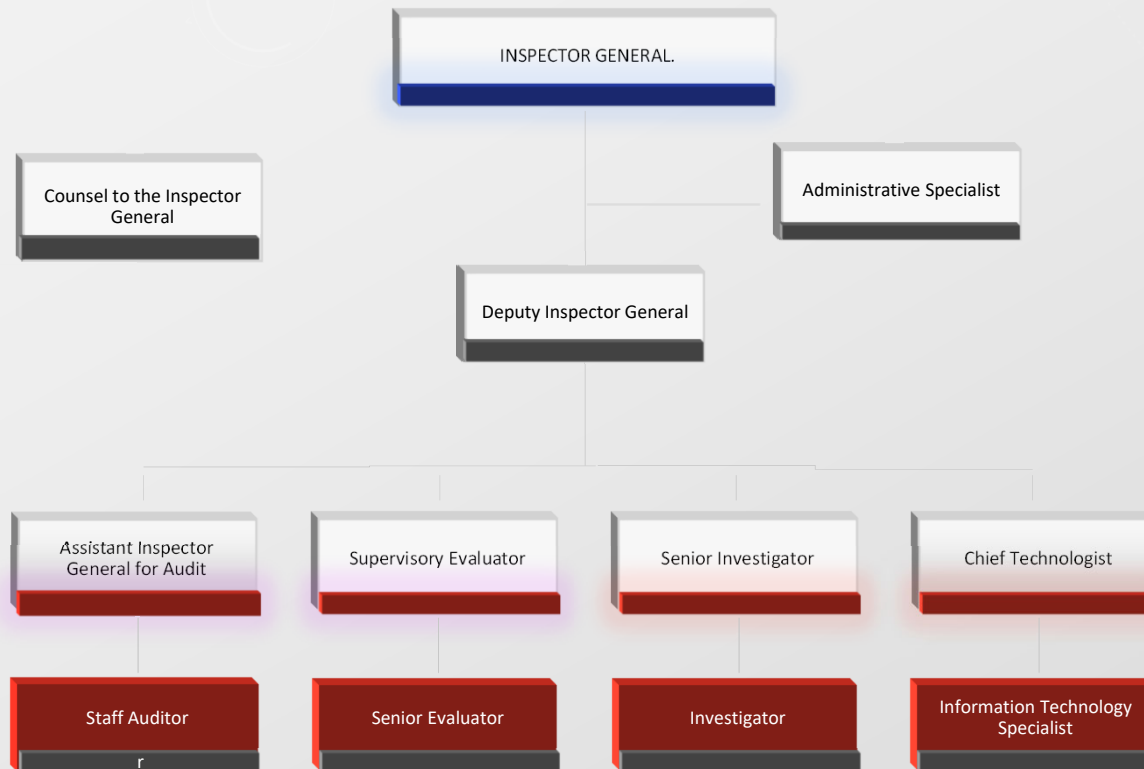 INSPECTOR GENERAL.
Counsel to the Inspector
General
Administrative Specialist
Deputy Inspector General
Assistant Inspector
General for Audit
Supervisory Evaluator
Senior Investigator
Chief Technologist
Staff Auditor
r
Senior Evaluator
Investigator
Information Technology
Specialist